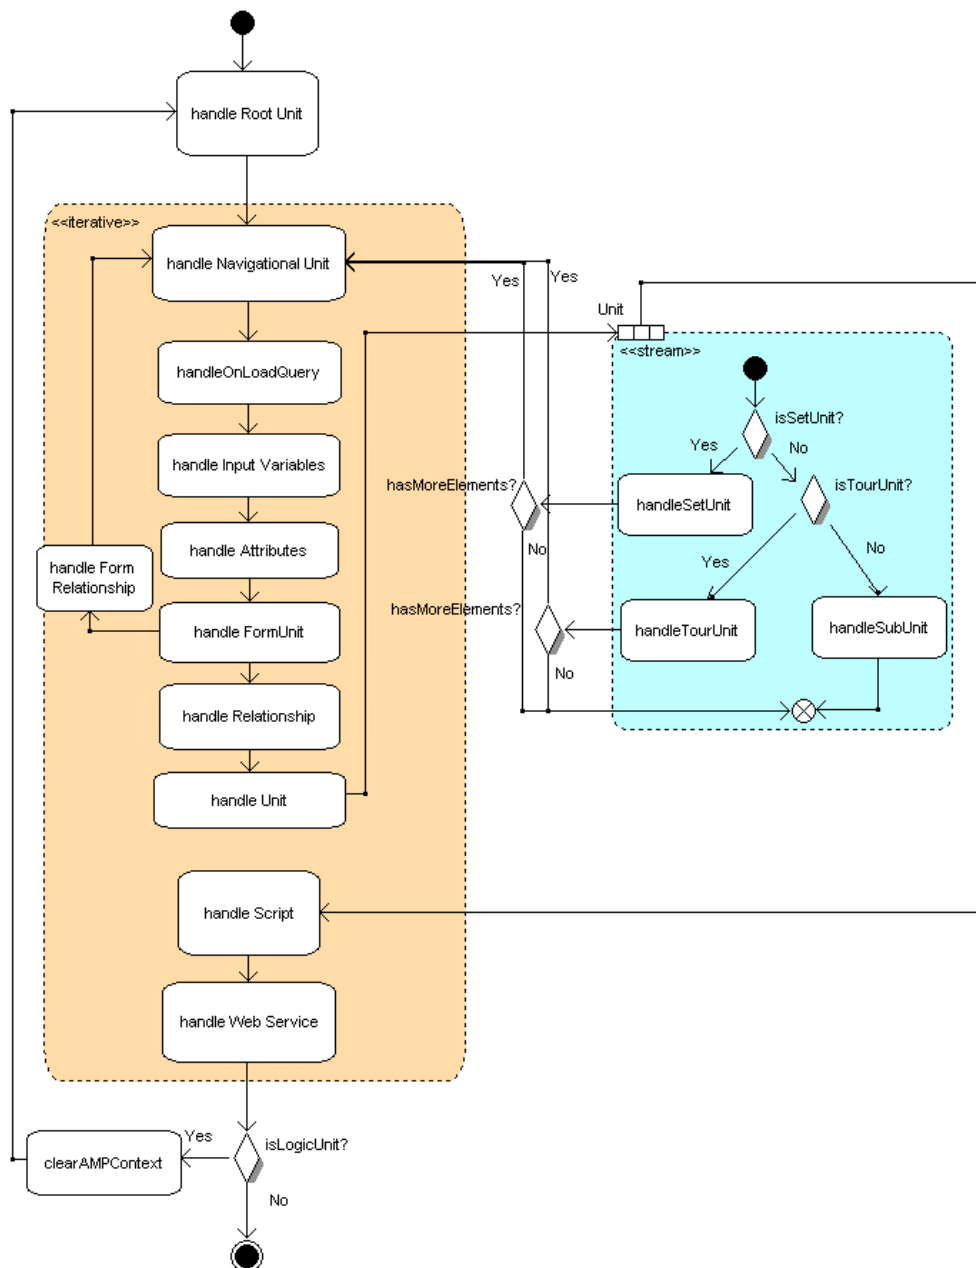 handle Root Unit
<<iterative>>
handle Navigational Unit
Yes
Yes
Unit
<<stream>>
handleOnLoadQuery
isSetUnit?
Yes
No
handle Input Variables
hasMoreElements?
handleSetUnit
isTourUnit?
No
handle Attributes
Yes
No
handle Form
Relationship
hasMoreElements?
handle FormUnit
handleTourUnit
handleSubUnit
No
handle Relationship
handle Unit
handle Script
handle Web Service
Yes
isLogicUnit?
clearAMPContext
No